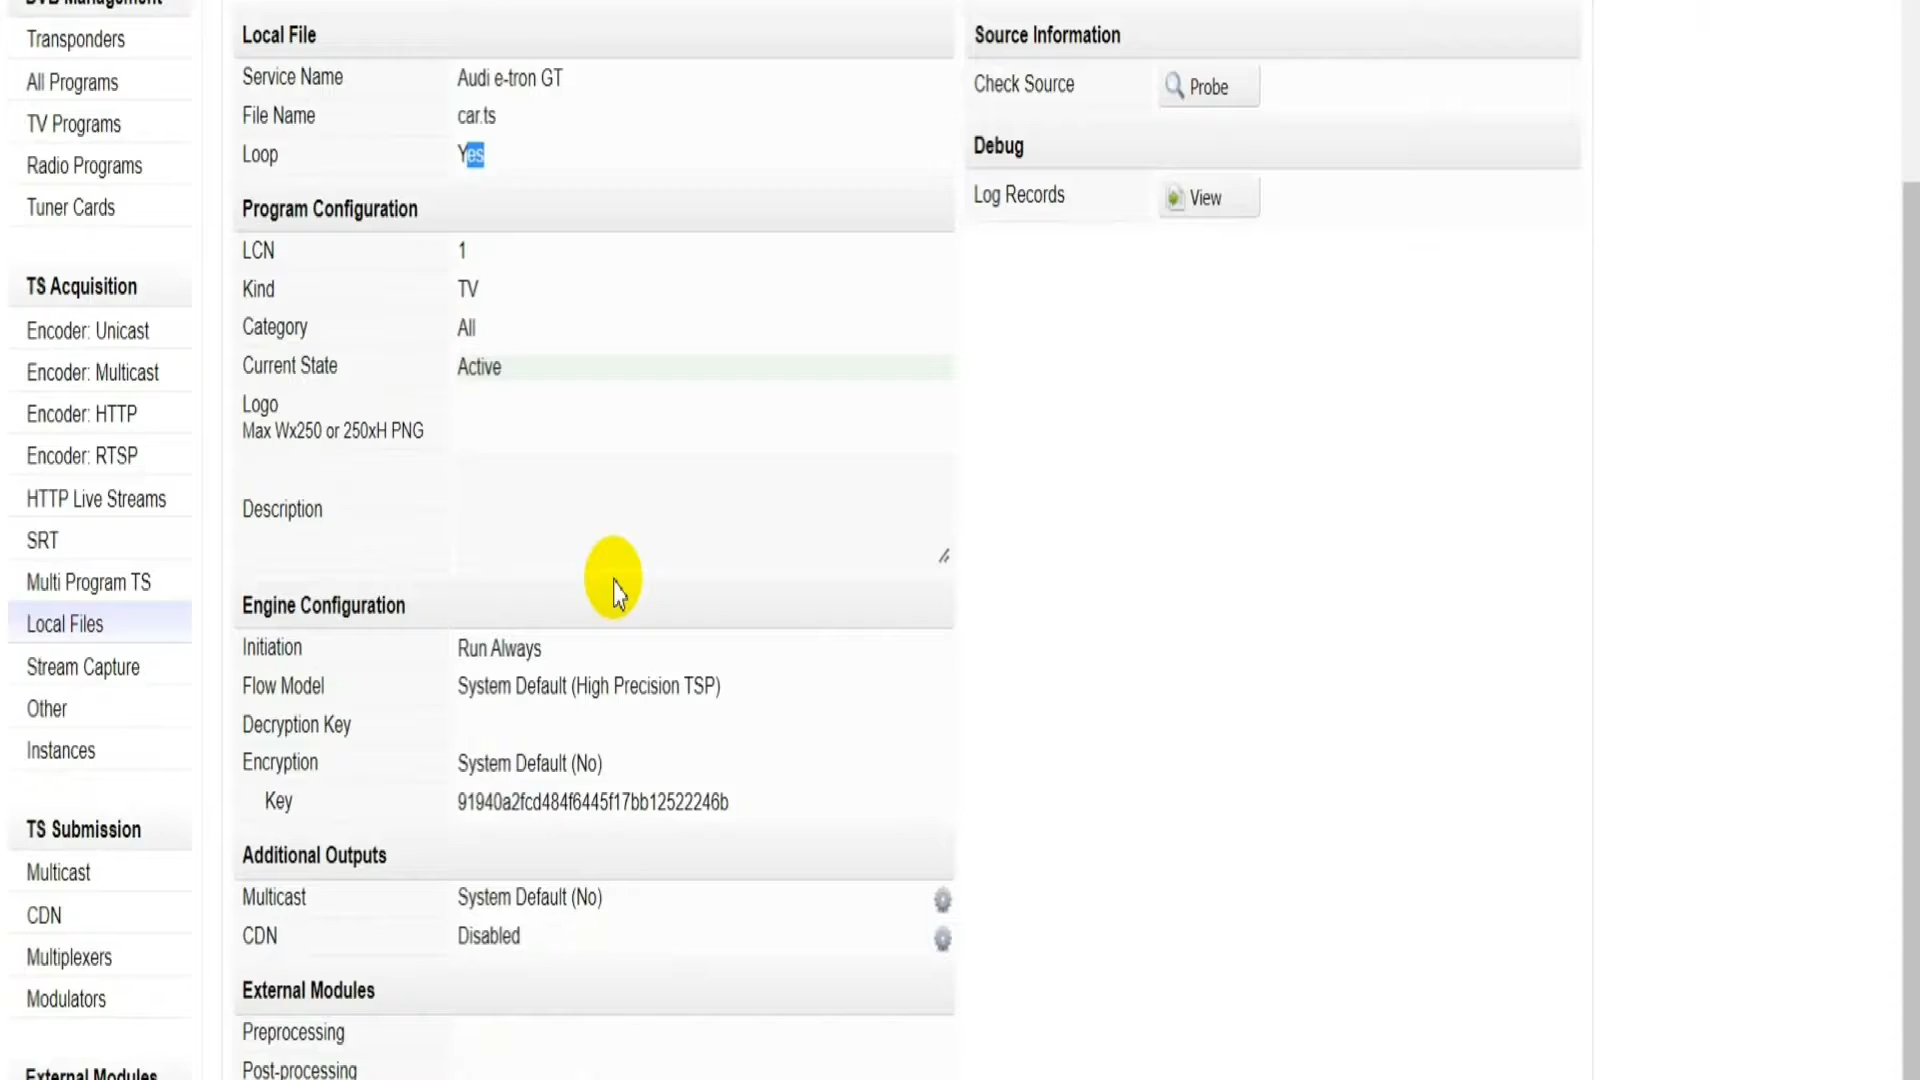 DVB Management
Transponders
All Programs
TV Programs
Radio Programs
Tuner Cards
TS Acquisition
Encoder: Unicast
Encoder: Multicast
Encoder: HTTP
Encoder: RTSP
HTTP Live Streams
SRT
Multi Program TS
Local Files
Stream Capture
Other
Instances
TS Submission
Multicast
CDN
Multiplexers
Modulators
External Modules
Local File
Service Name Audi e-tron GT
File Name car.ts
Loop Yes
Program Configuration
LCN 1
Kind TV
Category All
Current State Active
Logo
Max Wx250 or 250xH PNG
Description
Engine Configuration
Initiation Run Always
Flow Model System Default (High Precision TSP)
Decryption Key
Encryption System Default (No)
Key 91940a2fcd484f6445f17bb12522246b
Additional Outputs
Multicast System Default (No)
CDN Disabled
External Modules
Preprocessing
Post-processing
Source Information
Check Source Probe
Debug
Log Records View